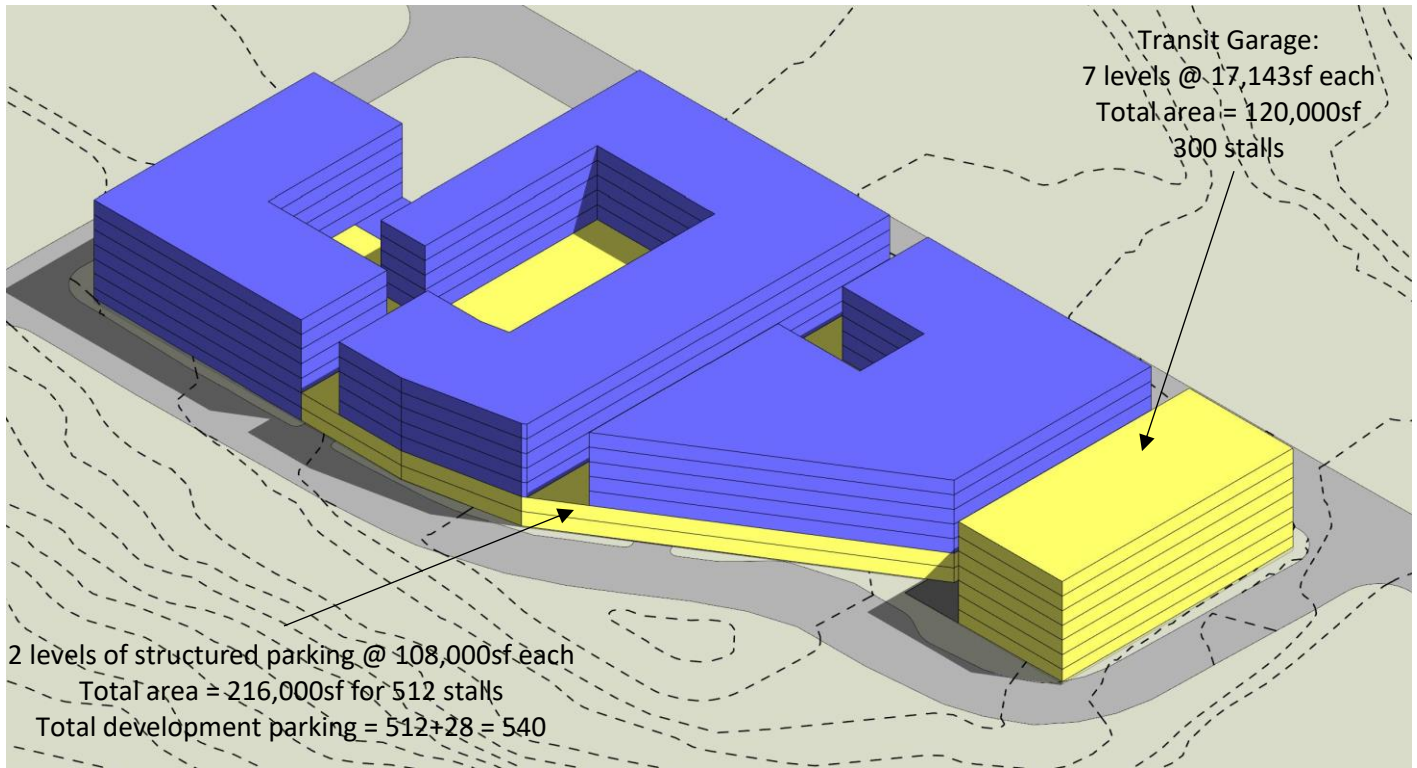 Transit Garage:
7 levels @ 17,143sf each
Total area = 120,000sf
300 stalls
2 levels of structured parking @ 108,000sf each
Total area = 216,000sf for 512 stalls
Total development parking = 512+28 = 540